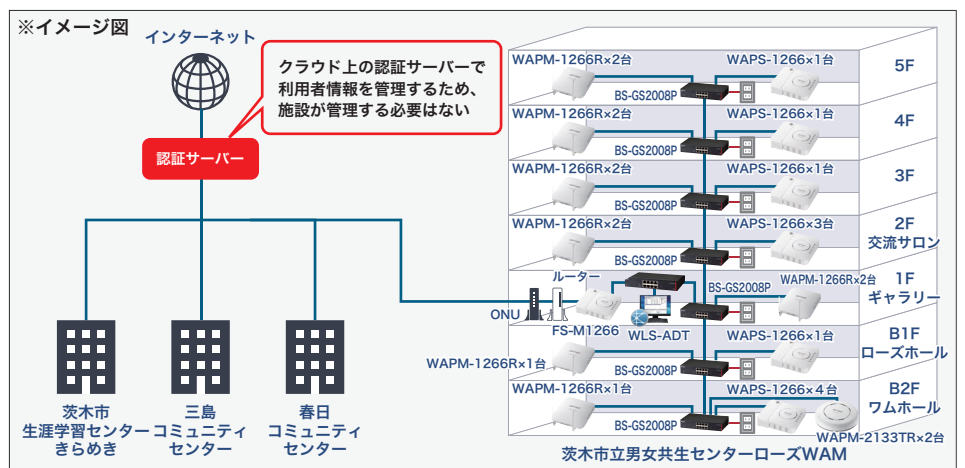 ※イメージ図
インターネット
クラウド上の認証サーバーで
利用者情報を管理するため、
施設が管理する必要はない
認証サーバー
茨木市
生涯学習センター
きらめき
三島
コミュニティ
センター
春日
コミュニティ
センター
WAPM-1266R×2台
WAPS-1266×1台
BS-GS2008P
5F
WAPM-1266R×2台
WAPS-1266×1台
BS-GS2008P
4F
WAPM-1266R×2台
WAPS-1266×1台
BS-GS2008P
3F
WAPM-1266R×2台
WAPS-1266×3台
BS-GS2008P
2F
交流サロン
ルーター
ONU
FS-M1266
WLS-ADT
BS-GS2008P
WAPM-1266R×2台
1F
ギャラリー
WAPM-1266R×1台
WAPS-1266×1台
BS-GS2008P
B1F
ローズホール
WAPM-1266R×1台
WAPS-1266×4台
BS-GS2008P
WAPM-2133TR×2台
B2F
ワムホール
茨木市立男女共生センターローズWAM